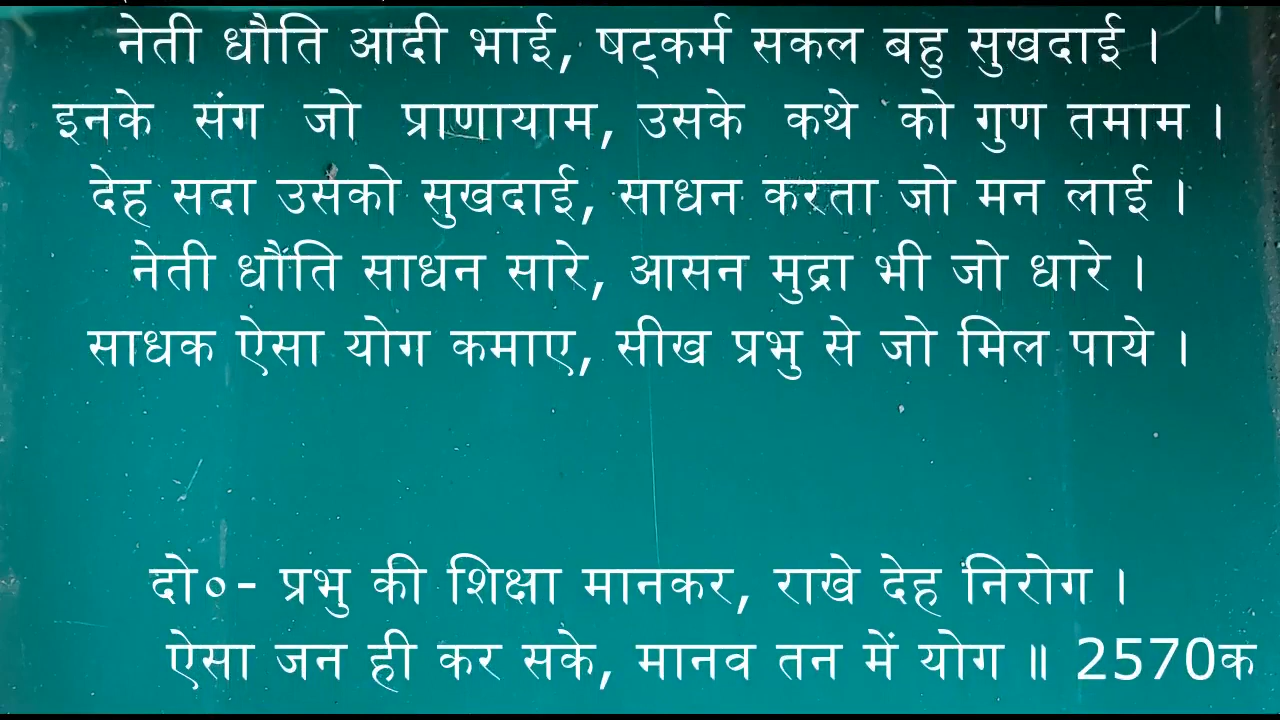 नेती धौति आदी भाई, षट्कर्म सकल बहु सुखदाई ।
इनके संग जो प्राणायाम, उसके कथे को गुण तमाम ।
देह सदा उसको सुखदाई, साधन करता जो मन लाई ।
नेती धौति साधन सारे, आसन मुद्रा भी जो धारे ।
साधक ऐसा योग कमाए, सीख प्रभु से जो मिल पाये ।
दो०- प्रभु की शिक्षा मानकर, राखे देह निरोग ।
ऐसा जन ही कर सके, मानव तन में योग ॥ 2570क